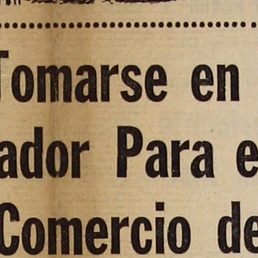 Tomarse en
ador Para e
Comercio de